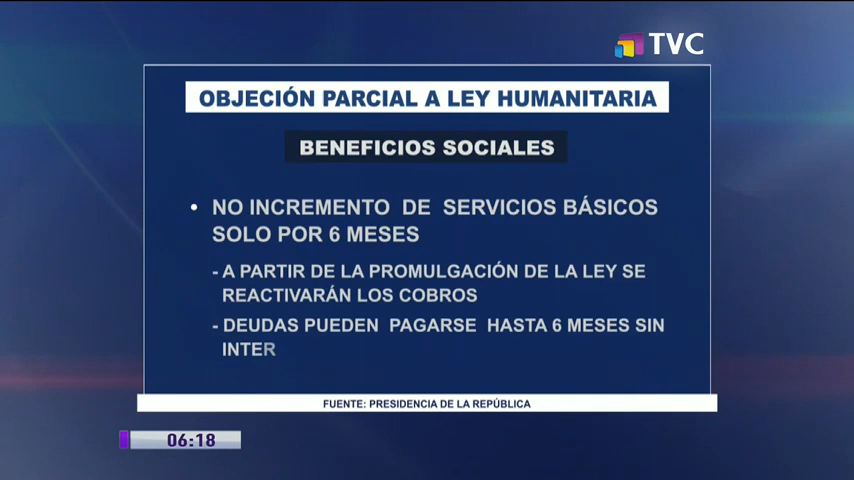 TVC
OBJECIÓN PARCIAL A LEY HUMANITARIA
BENEFICIOS SOCIALES
• NO INCREMENTO DE SERVICIOS BÁSICOS
SOLO POR 6 MESES
- A PARTIR DE LA PROMULGACIÓN DE LA LEY SE
REACTIVARÁN LOS COBROS
- DEUDAS PUEDEN PAGARSE HASTA 6 MESES SIN
INTER
FUENTE: PRESIDENCIA DE LA REPÚBLICA
06:18